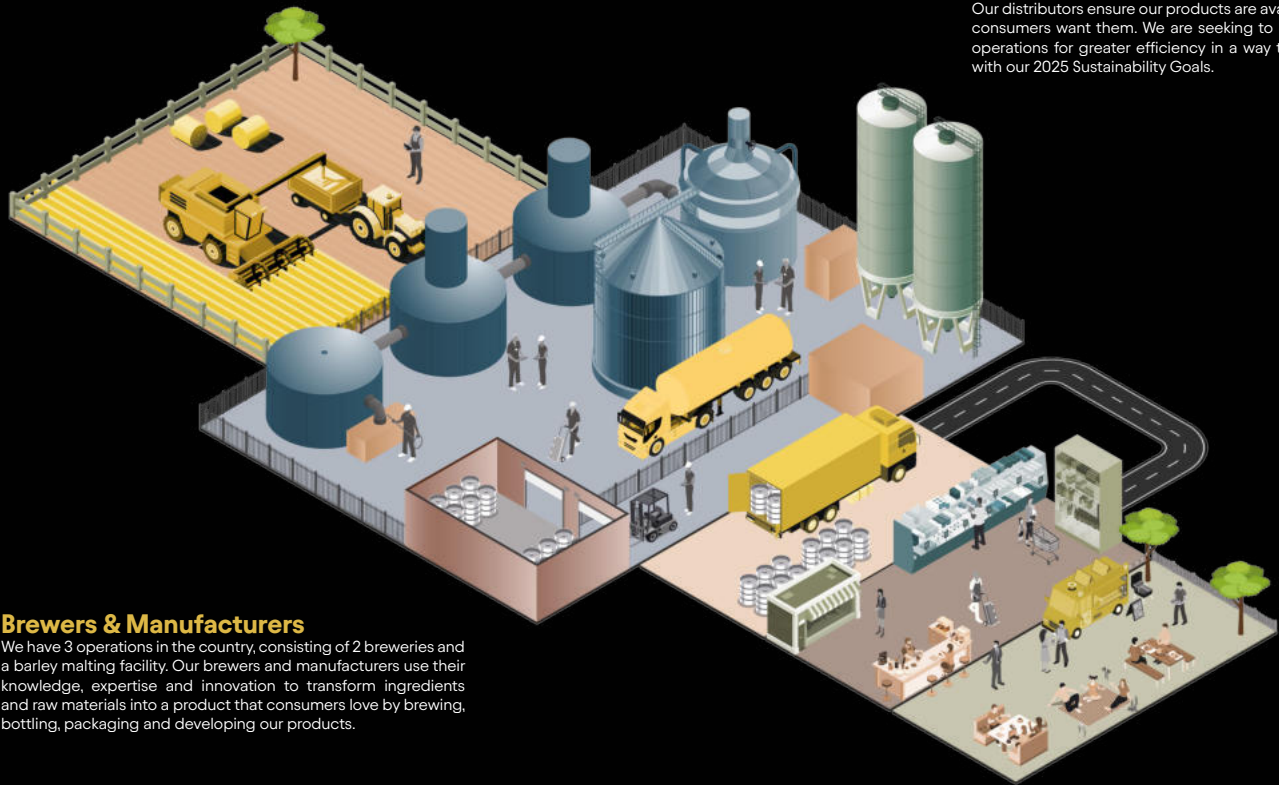 Our distributors ensure our products are ava
consumers want them. We are seeking to
operations for greater efficiency in a way t
with our 2025 Sustainability Goals.
Brewers & Manufacturers
We have 3 operations in the country, consisting of 2 breweries and
a barley malting facility. Our brewers and manufacturers use their
knowledge, expertise and innovation to transform ingredients
and raw materials into a product that consumers love by brewing,
bottling, packaging and developing our products.